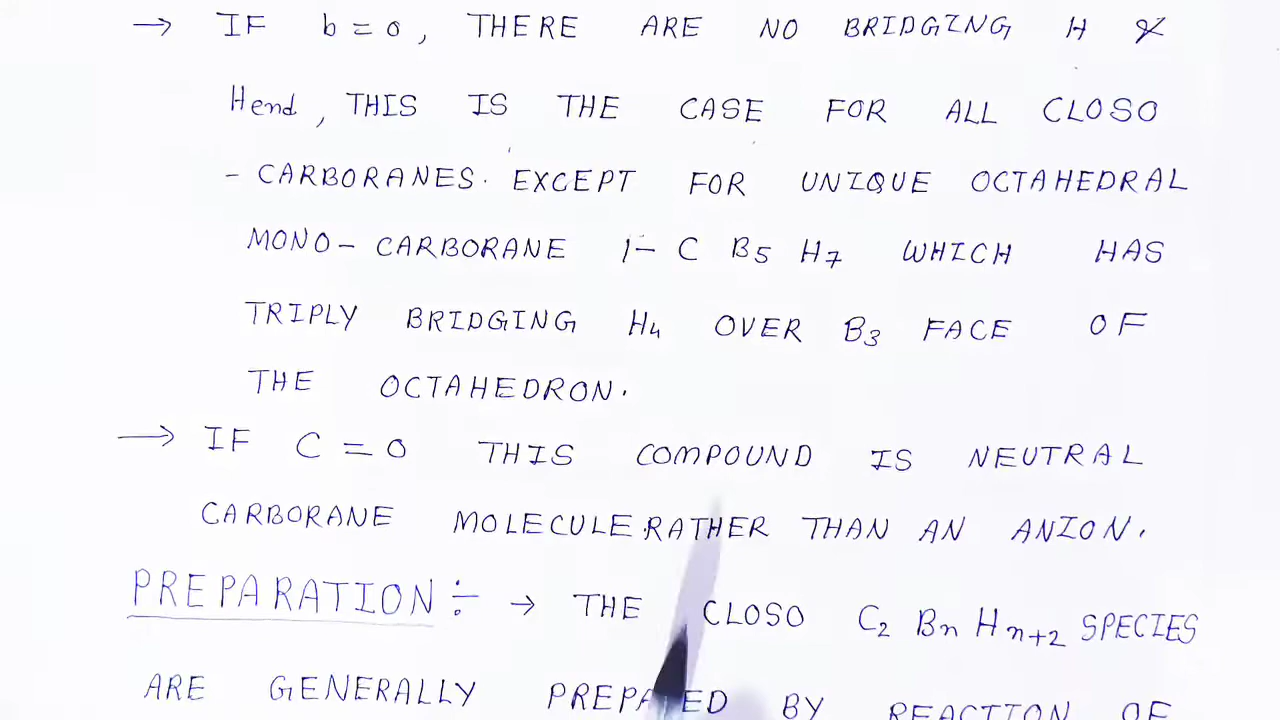 → IF b = 0, THERE ARE NO BRIDGING H &
Hend, THIS IS THE CASE FOR ALL CLOSO
- CARBORANES. EXCEPT FOR UNIQUE OCTAHEDRAL
MONO - CARBORANE 1- C B5 H7 WHICH HAS
TRIPLY BRIDGING H4 OVER B3 FACE OF
THE OCTAHEDRON.
→ IF C = 0 THIS COMPOUND IS NEUTRAL
CARBORANE MOLECULE RATHER THAN AN ANION.
PREPARATION ÷ → THE CLOSO C2 Bn Hn+2 SPECIES
ARE GENERALLY PREPARED BY REACTION OF